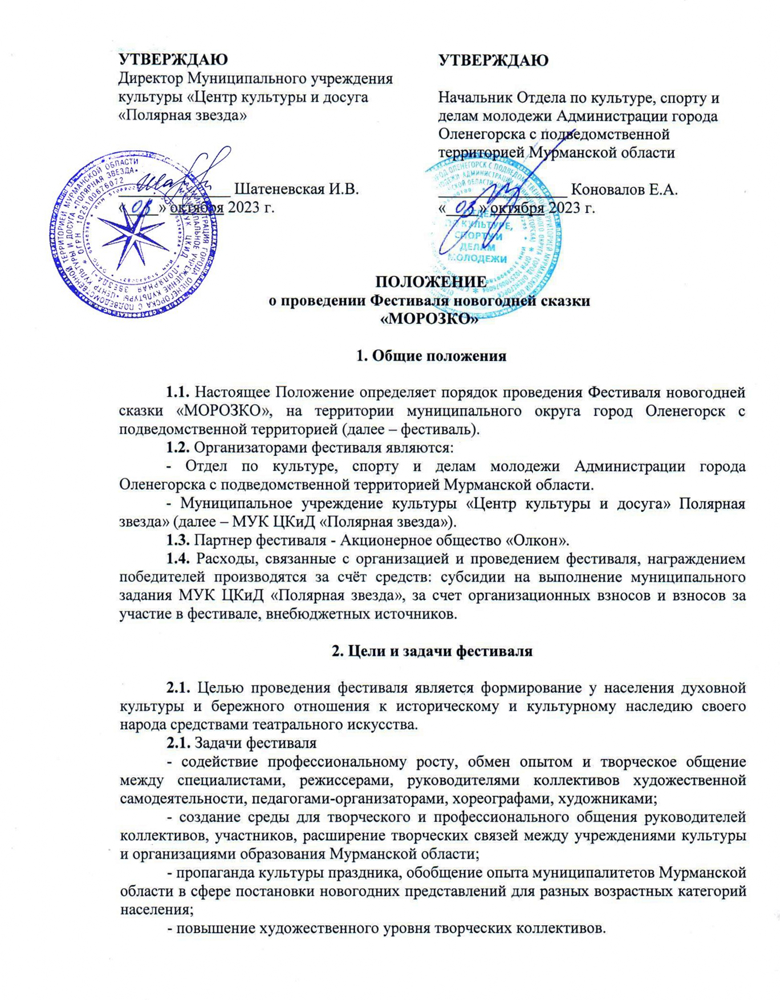 УТВЕРЖДАЮ
Директор Муниципального учреждения
культуры «Центр культуры и досуга
«Полярная звезда»
Шатеневская И.В.
«03» октября 2023 г.
УТВЕРЖДАЮ
Начальник Отдела по культуре, спорту и
делам молодежи Администрации города
Оленегорска с подведомственной
территорией Мурманской области
Коновалов Е.А.
«03» октября 2023 г.
ОТДЕЛ
ПО КУЛЬТУРЕ,
СПОРТУ И
ДЕЛАМ
МОЛОДЕЖИ
ПОЛОЖЕНИЕ
о проведении Фестиваля новогодней сказки
«МОРОЗКО»
1. Общие положения
1.1. Настоящее Положение определяет порядок проведения Фестиваля новогодней
сказки «МОРОЗКО», на территории муниципального округа город Оленегорск с
подведомственной территорией (далее – фестиваль).
1.2. Организаторами фестиваля являются:
- Отдел по культуре, спорту и делам молодежи Администрации города
Оленегорска с подведомственной территорией Мурманской области.
- Муниципальное учреждение культуры «Центр культуры и досуга» Полярная
звезда» (далее – МУК ЦКиД «Полярная звезда»).
1.3. Партнер фестиваля - Акционерное общество «Олкон».
1.4. Расходы, связанные с организацией и проведением фестиваля, награждением
победителей производятся за счёт средств: субсидии на выполнение муниципального
задания МУК ЦКиД «Полярная звезда», за счет организационных взносов и взносов за
участие в фестивале, внебюджетных источников.
2. Цели и задачи фестиваля
2.1. Целью проведения фестиваля является формирование у населения духовной
культуры и бережного отношения к историческому и культурному наследию своего
народа средствами театрального искусства.
2.1. Задачи фестиваля
- содействие профессиональному росту, обмен опытом и творческое общение
между специалистами, режиссерами, руководителями коллективов художественной
самодеятельности, педагогами-организаторами, хореографами, художниками;
- создание среды для творческого и профессионального общения руководителей
коллективов, участников, расширение творческих связей между учреждениями культуры
и организациями образования Мурманской области;
- пропаганда культуры праздника, обобщение опыта муниципалитетов Мурманской
области в сфере постановки новогодних представлений для разных возрастных категорий
населения;
- повышение художественного уровня творческих коллективов.